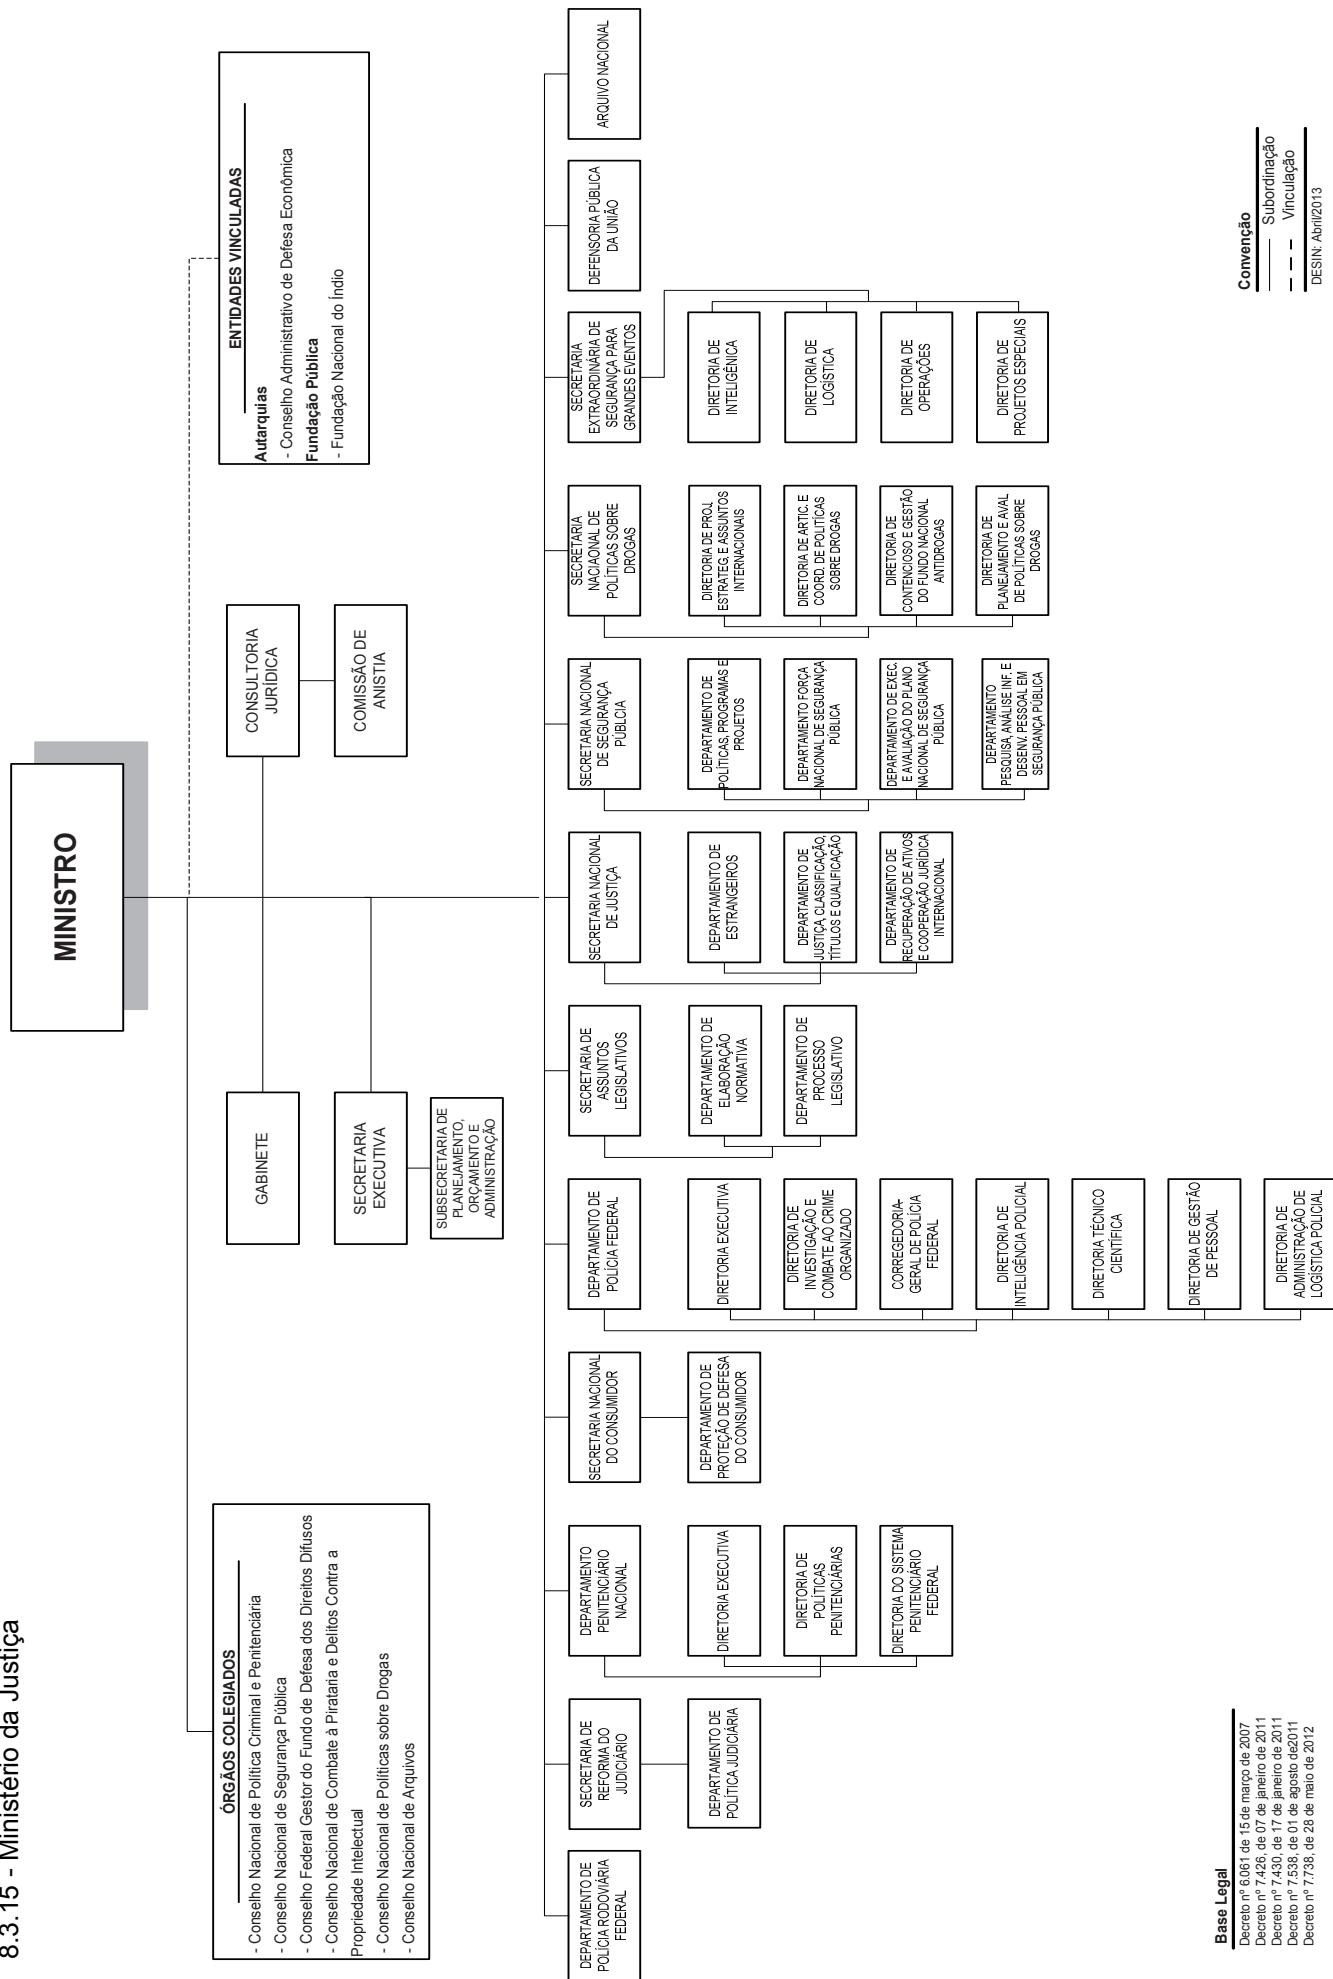 8.3.15 - Ministério da Justiça
MINISTRO
ÓRGÃOS COLEGIADOS
- Conselho Nacional de Política Criminal e Penitenciária
- Conselho Nacional de Segurança Pública
- Conselho Federal Gestor do Fundo de Defesa dos Direitos Difusos
- Conselho Nacional de Combate à Pirataria e Delitos Contra a
Propriedade Intelectual
- Conselho Nacional de Políticas sobre Drogas
- Conselho Nacional de Arquivos
GABINETE
SECRETARIA
EXECUTIVA
SUBSECRETARIA DE
PLANEJAMENTO,
ORÇAMENTO E
ADMINISTRAÇÃO
CONSULTORIA
JURÍDICA
COMISSÃO DE
ANISTIA
ENTIDADES VINCULADAS
Autarquias
- Conselho Administrativo de Defesa Econômica
Fundação Pública
- Fundação Nacional do Índio
DEPARTAMENTO DE
POLÍCIA RODOVIÁRIA
FEDERAL
SECRETARIA DE
REFORMA DO
JUDICIÁRIO
DEPARTAMENTO DE
POLÍTICA JUDICIÁRIA
DEPARTAMENTO
PENITENCIÁRIO
NACIONAL
DIRETORIA EXECUTIVA
DIRETORIA DE
POLÍTICAS
PENITENCIÁRIAS
DIRETORIA DO SISTEMA
PENITENCIÁRIO
FEDERAL
SECRETARIA NACIONAL
DO CONSUMIDOR
DEPARTAMENTO DE
PROTEÇÃO DE DEFESA
DO CONSUMIDOR
DEPARTAMENTO DE
POLÍCIA FEDERAL
DIRETORIA EXECUTIVA
DIRETORIA DE
INVESTIGAÇÃO E
COMBATE AO CRIME
ORGANIZADO
CORREGEDORIA-
GERAL DE POLÍCIA
FEDERAL
DIRETORIA DE
INTELIGÊNCIA POLICIAL
DIRETORIA TÉCNICO
CIENTÍFICA
DIRETORIA DE GESTÃO
DE PESSOAL
DIRETORIA DE
ADMINISTRAÇÃO DE
LOGÍSTICA POLICIAL
SECRETARIA DE
ASSUNTOS
LEGISLATIVOS
DEPARTAMENTO DE
ELABORAÇÃO
NORMATIVA
DEPARTAMENTO DE
PROCESSO
LEGISLATIVO
SECRETARIA NACIONAL
DE JUSTIÇA
DEPARTAMENTO DE
ESTRANGEIROS
DEPARTAMENTO DE
JUSTIÇA, CLASSIFICAÇÃO,
TÍTULOS E QUALIFICAÇÃO
DEPARTAMENTO DE
RECUPERAÇÃO DE ATIVOS
E COOPERAÇÃO JURÍDICA
INTERNACIONAL
SECRETARIA NACIONAL
DE SEGURANÇA
PÚBLCIA
DEPARTAMENTO DE
POLÍTICAS, PROGRAMAS E
PROJETOS
DEPARTAMENTO FORÇA
NACIONAL DE SEGURANÇA
PÚBLICA
DEPARTAMENTO DE EXEC.
E AVALIAÇÃO DO PLANO
NACIONAL DE SEGURANÇA
PÚBLICA
DEPARTAMENTO
PESQUISA, ANÁLISE INF. E
DESENV. PESSOAL EM
SEGURANÇA PÚBLICA
SECRETARIA
NACIAONAL DE
POLÍTICAS SOBRE
DROGAS
DIRETORIA DE PROJ.
ESTRATEG. E ASSUNTOS
INTERNACIONAIS
DIRETORIA DE ARTIC. E
COORD. DE POLITÍCAS
SOBRE DROGAS
DIRETORIA DE
CONTENCIOSO E GESTÃO
DO FUNDO NACIONAL
ANTIDROGAS
DIRETORIA DE
PLANEJAMENTO E AVAL
DE POLÍTICAS SOBRE
DROGAS
SECRETARIA
EXTRAORDINÁRIA DE
SEGURANÇA PARA
GRANDES EVENTOS
DIRETORIA DE
INTELIGÊNICA
DIRETORIA DE
LOGÍSTICA
DIRETORIA DE
OPERAÇÕES
DIRETORIA DE
PROJETOS ESPECIAIS
DEFENSORIA PÚBLICA
DA UNIÃO
ARQUIVO NACIONAL
Base Legal
Decreto nº 6.061 de 15 de março de 2007
Decreto nº 7.426, de 07 de janeiro de 2011
Decreto nº 7.430, de 17 de janeiro de 2011
Decreto nº 7.538, de 01 de agosto de2011
Decreto nº 7.738, de 28 de maio de 2012
Convenção
Subordinação
Vinculação
DESIN: Abril/2013